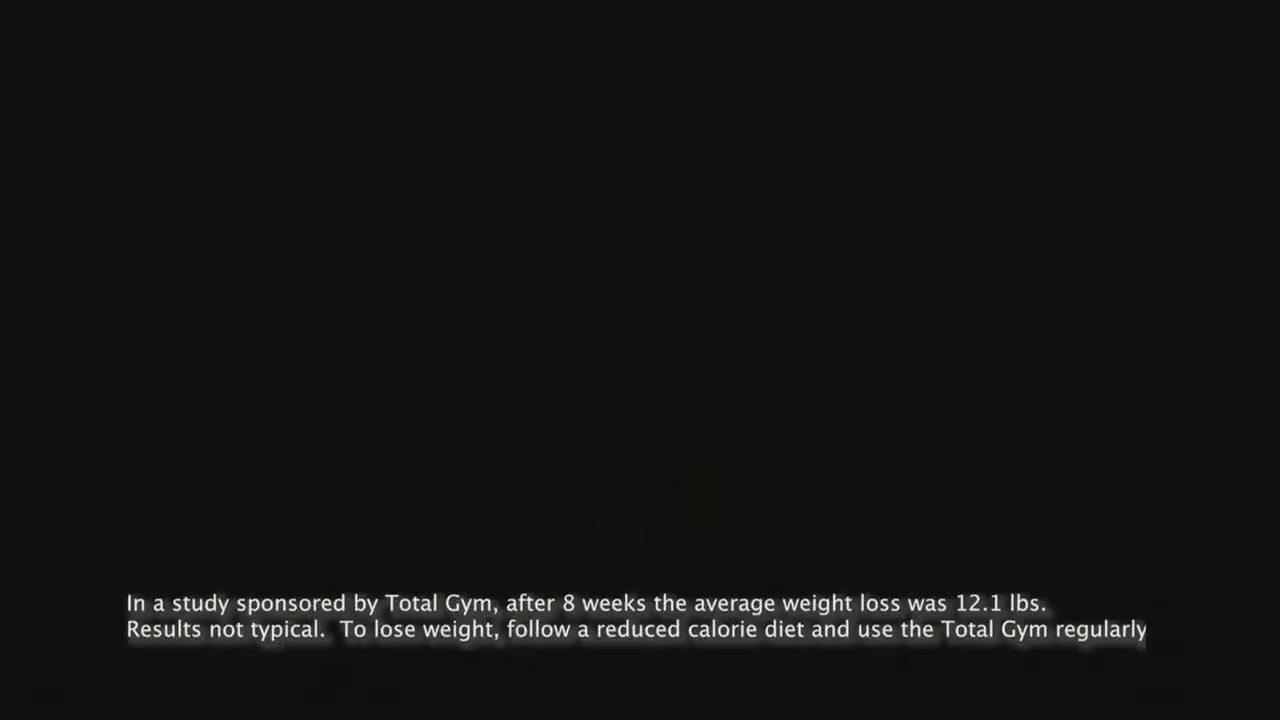 In a study sponsored by Total Gym, after 8 weeks the average weight loss was 12.1 lbs.
Results not typical.  To lose weight, follow a reduced calorie diet and use the Total Gym regularly